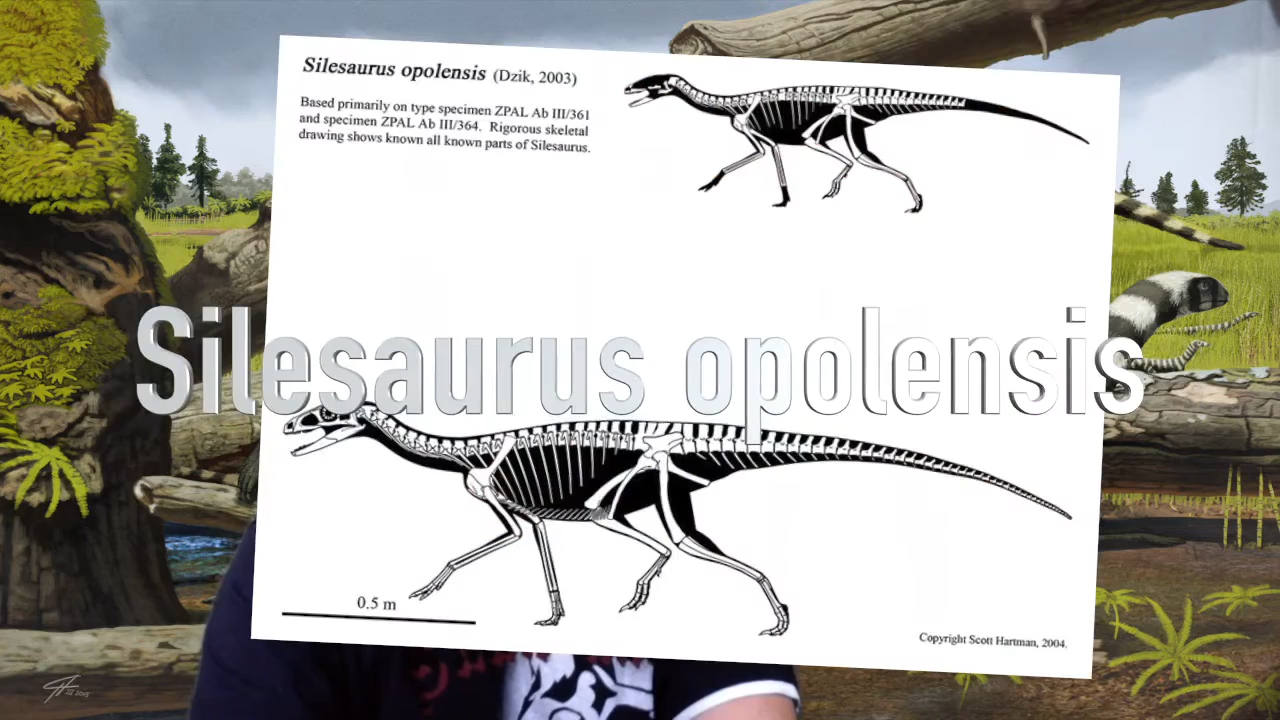 Silesaurus opolensis (Dzik, 2003)
Based primarily on type specimen ZPAL Ab III/361
and specimen ZPAL Ab III/364. Rigorous skeletal
drawing shows known all known parts of Silesaurus.
Silesaurus opolensis
0.5 m
Copyright Scott Hartman, 2004.